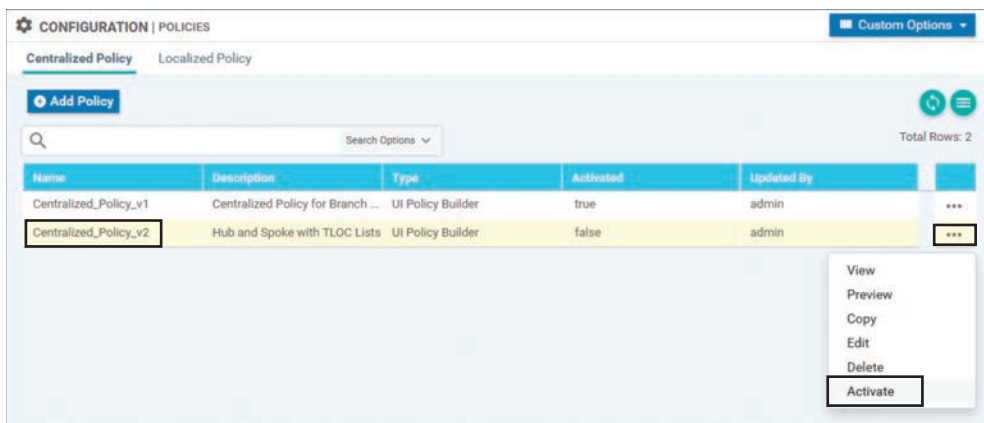 CONFIGURATION | POLICIES
Custom Options
Centralized Policy Localized Policy
Add Policy
Search Options
Total Rows: 2
Name Description Type Activated Updated By
Centralized_Policy_v1 Centralized Policy for Branch ... UI Policy Builder true admin •••
Centralized_Policy_v2 Hub and Spoke with TLOC Lists UI Policy Builder false admin •••
View
Preview
Copy
Edit
Delete
Activate